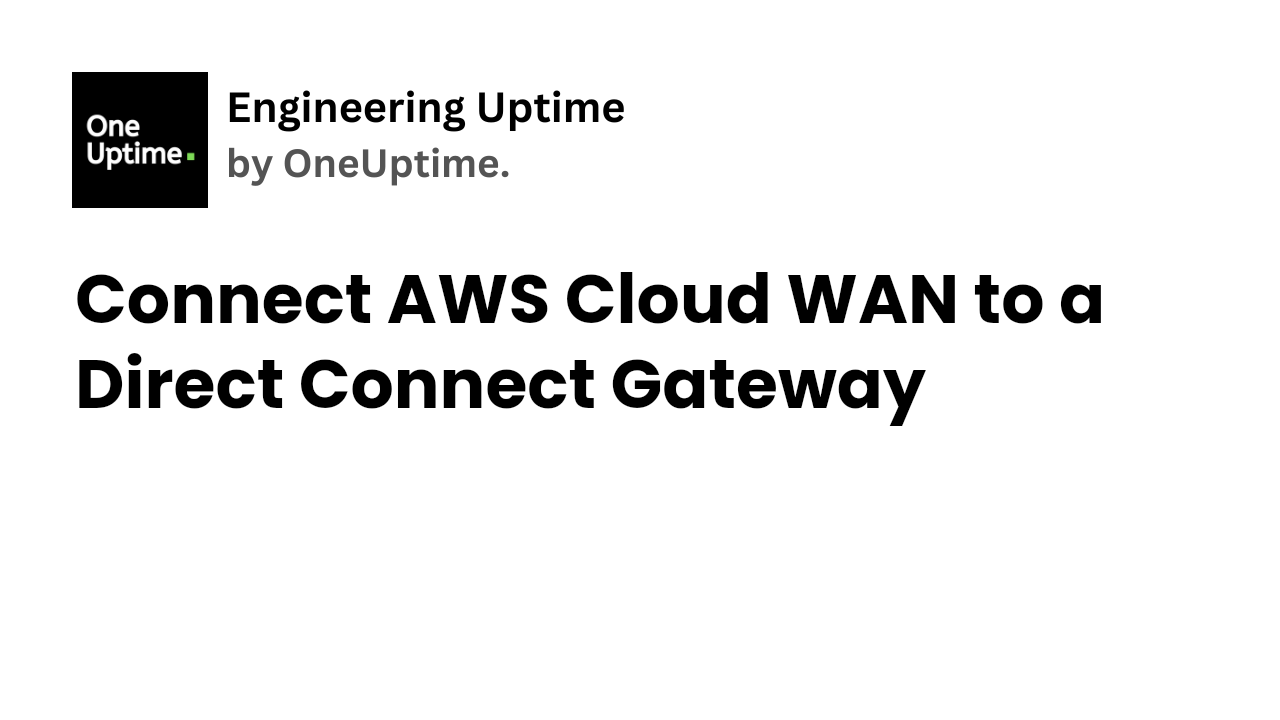 One
Uptime.
Engineering Uptime
by OneUptime.
Connect AWS Cloud WAN to a
Direct Connect Gateway